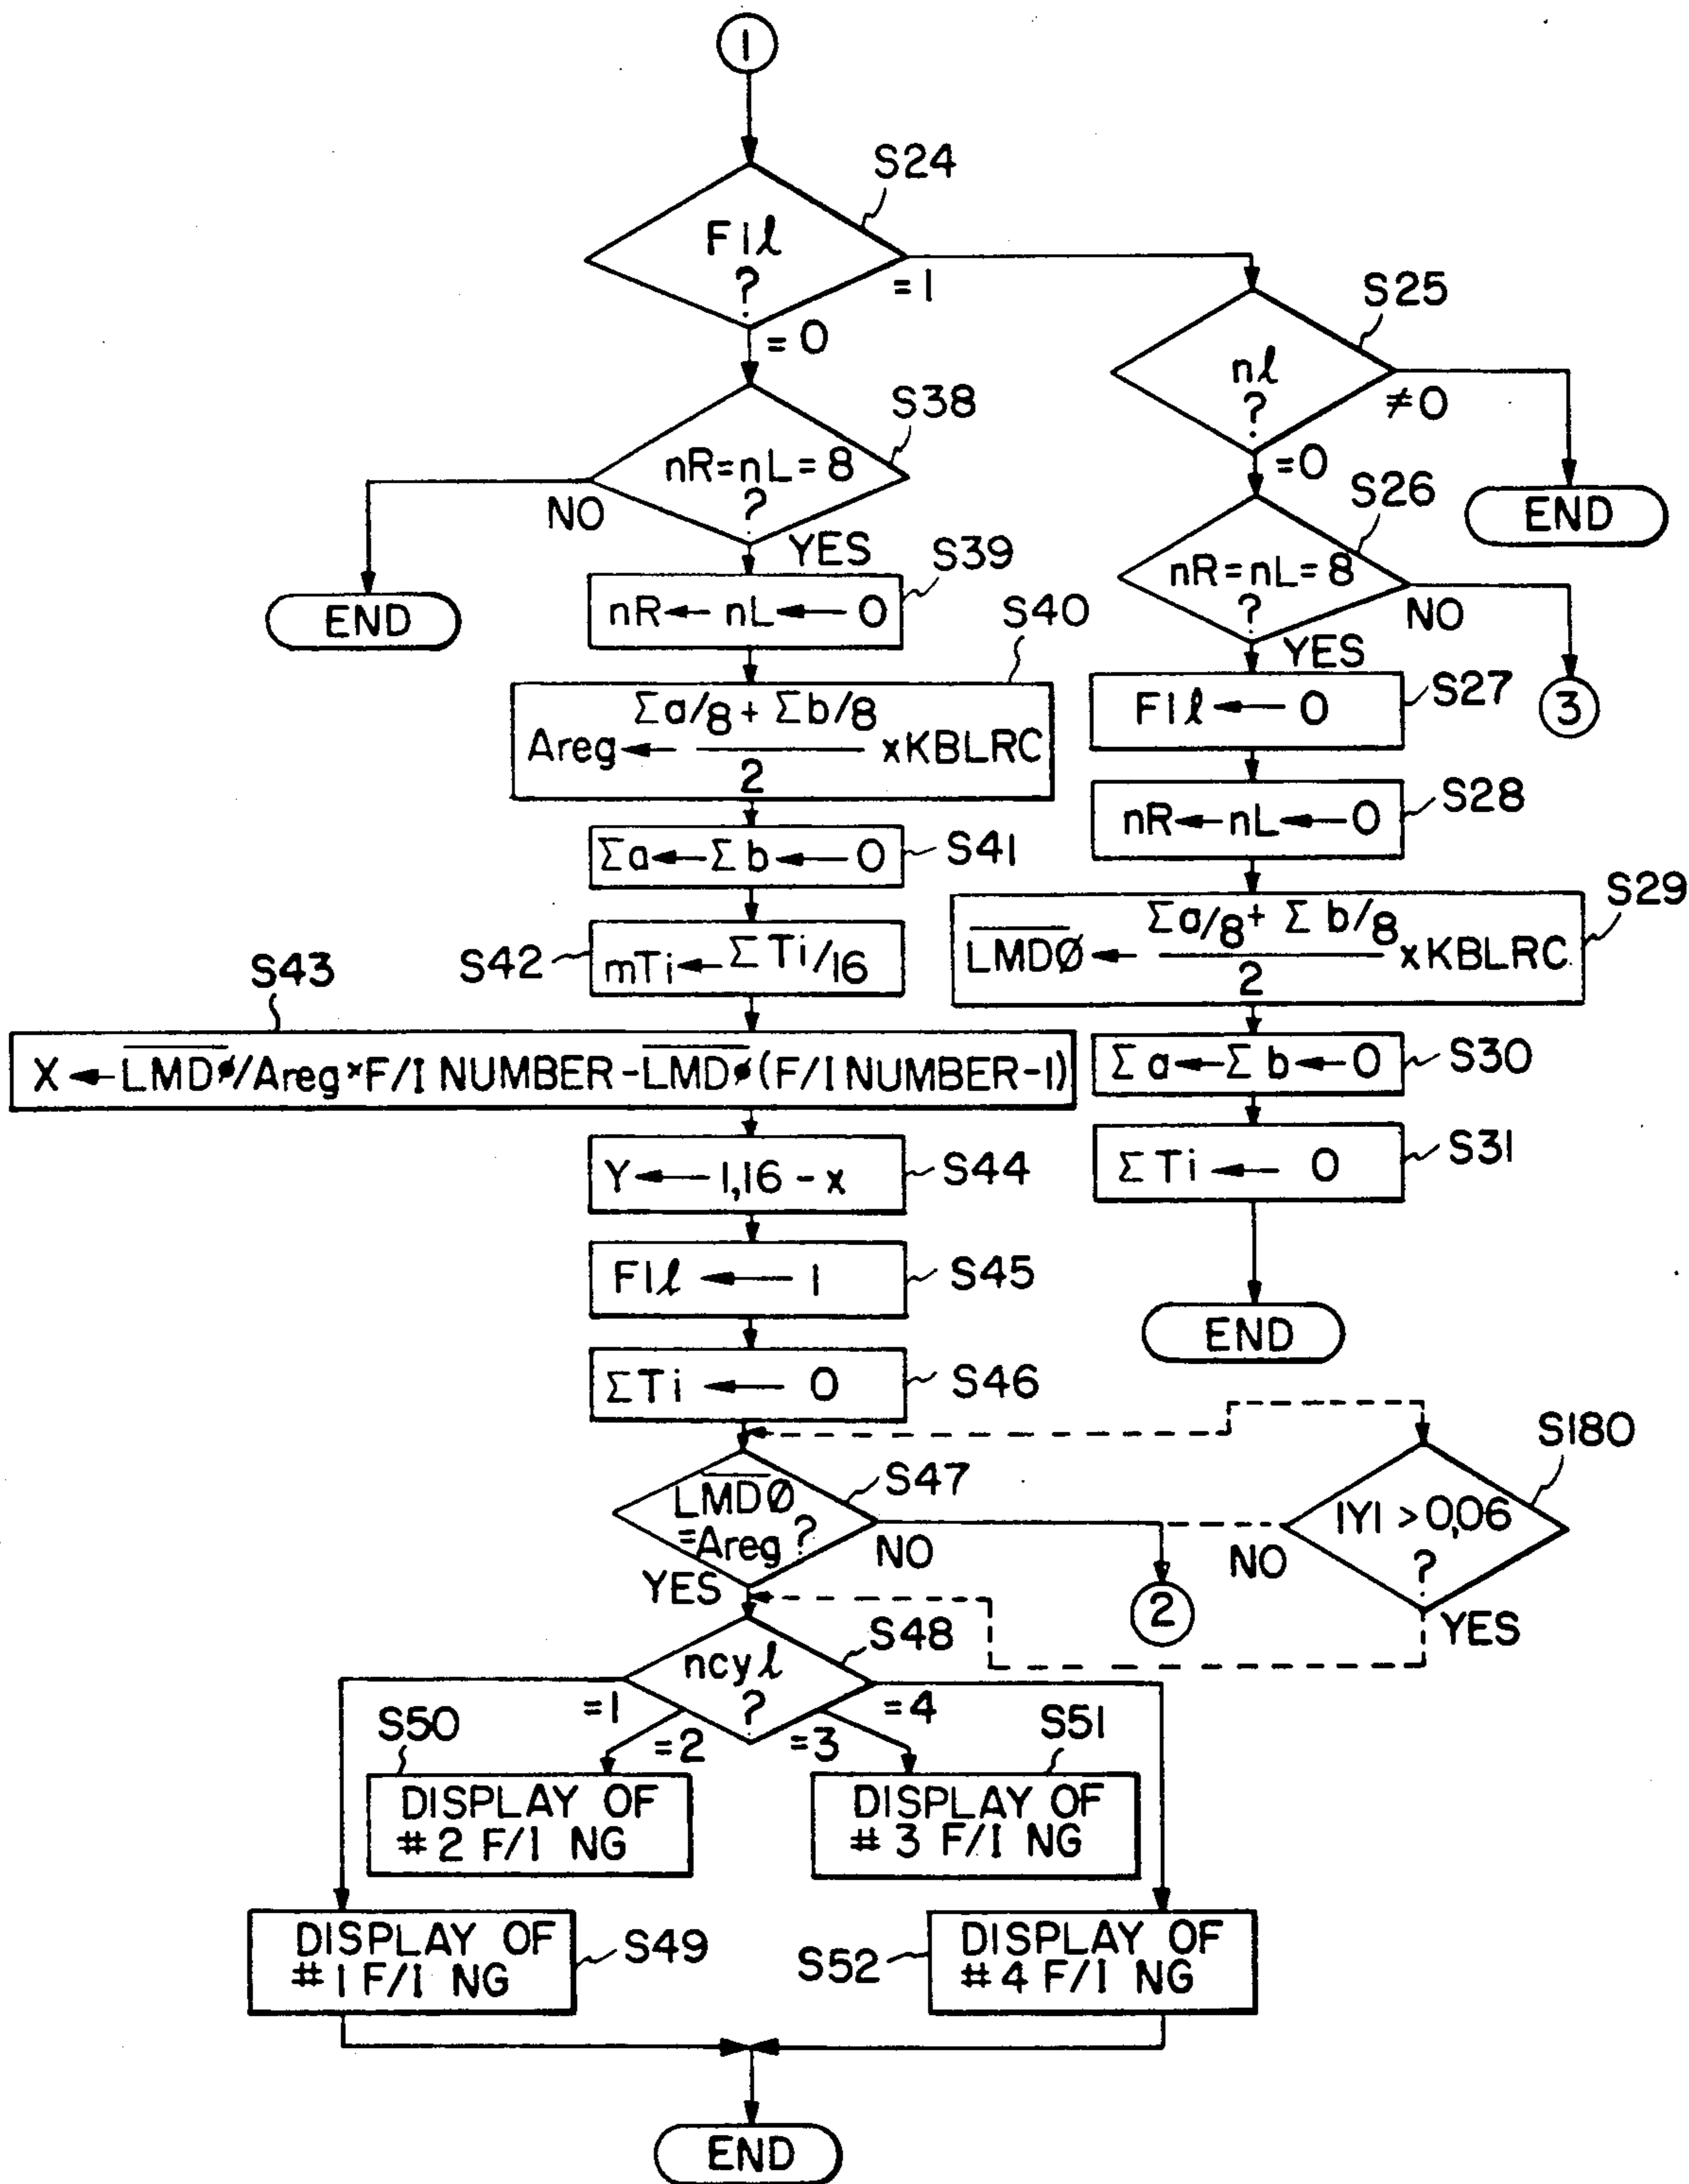 1
S24
F1ℓ
?
=1
=0
S25
nℓ
?
≠0
=0
END
S38
nR=nL=8
?
NO
YES
END
S26
nR=nL=8
?
NO
YES
3
S39
nR←nL←0
S27
F1ℓ←0
S40
Areg← (Σa/8+Σb/8)/2 xKBLRC
S28
nR←nL←0
S41
Σa←Σb←0
S29
L̅M̅D̅Ø̅← (Σa/8+Σb/8)/2 xKBLRC
S42
mTi←ΣTi/16
S43
X←L̅M̅D̅Ø̅/Areg×F/I NUMBER-L̅M̅D̅Ø̅(F/I NUMBER-1)
S30
Σa←Σb←0
S44
Y←1,16-x
S31
ΣTi←0
S45
F1ℓ←1
END
S46
ΣTi←0
S47
L̅M̅D̅Ø̅
=Areg?
NO
YES
2
S180
|Y|>0,06
?
NO
YES
S48
ncyℓ
?
=1
=2
=3
=4
S50
DISPLAY OF
#2 F/I NG
S51
DISPLAY OF
#3 F/I NG
S49
DISPLAY OF
#1 F/I NG
S52
DISPLAY OF
#4 F/I NG
END